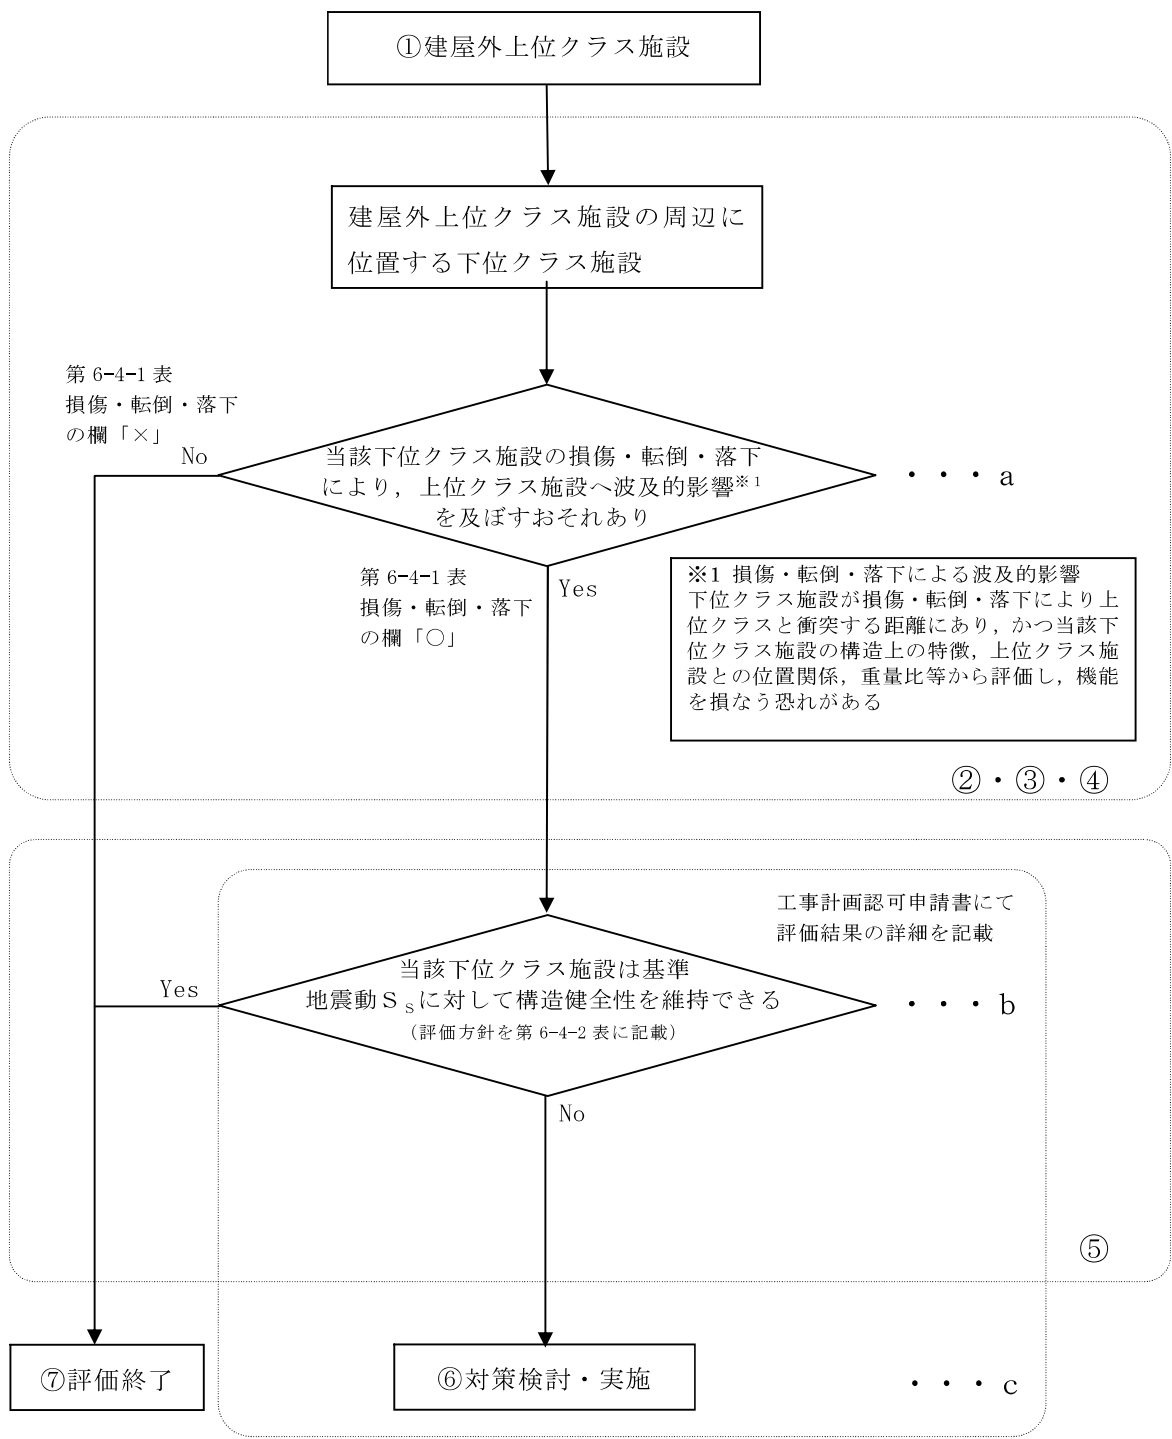 ①建屋外上位クラス施設
建屋外上位クラス施設の周辺に
位置する下位クラス施設
第 6-4-1 表
損傷・転倒・落下
の欄「×」
No
当該下位クラス施設の損傷・転倒・落下
により，上位クラス施設へ波及的影響※1
を及ぼすおそれあり
・・・a
第 6-4-1 表
損傷・転倒・落下
の欄「○」
Yes
※1 損傷・転倒・落下による波及的影響
下位クラス施設が損傷・転倒・落下により上
位クラスと衝突する距離にあり，かつ当該下
位クラス施設の構造上の特徴，上位クラス施
設との位置関係，重量比等から評価し，機能
を損なう恐れがある
②・③・④
工事計画認可申請書にて
評価結果の詳細を記載
Yes
当該下位クラス施設は基準
地震動Ｓsに対して構造健全性を維持できる
（評価方針を第 6-4-2 表に記載）
・・・b
No
⑤
⑦評価終了
⑥対策検討・実施
・・・c